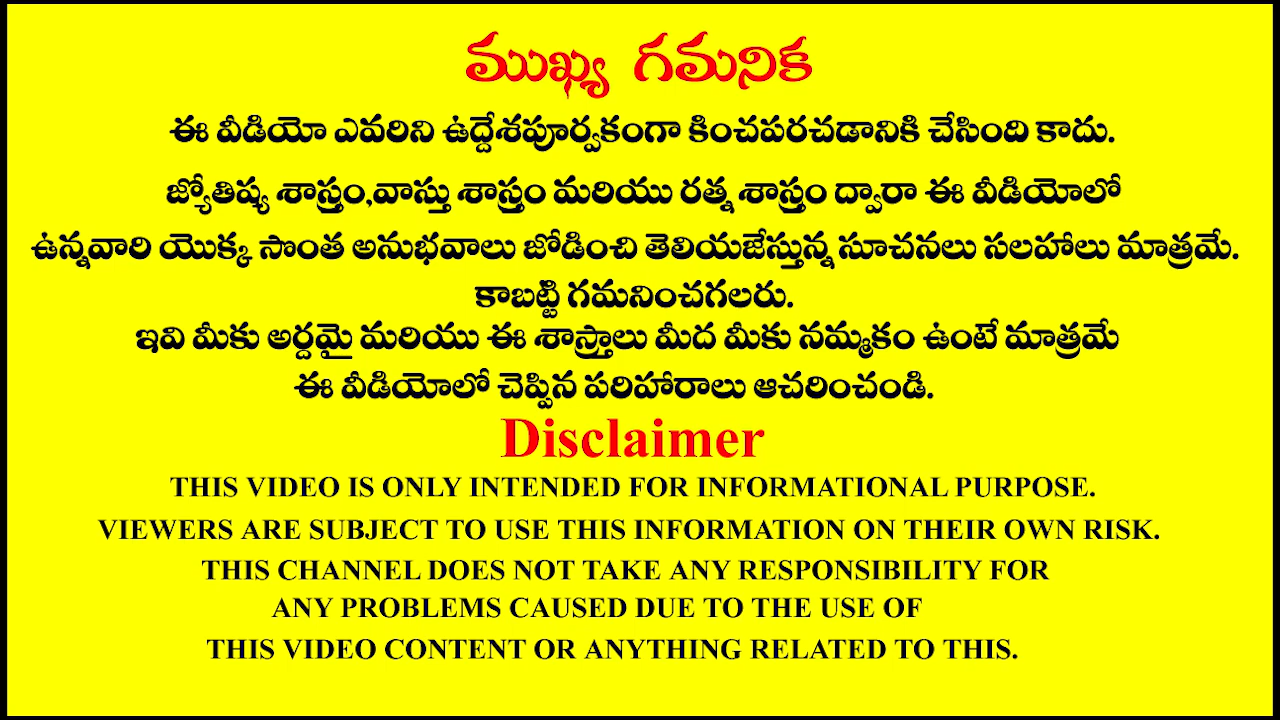 ముఖ్య గమనిక
ఈ వీడియో ఎవరిని ఉద్దేశపూర్వకంగా కించపరచడానికి చేసింది కాదు.
జ్యోతిష్య శాస్త్రం,వాస్తు శాస్త్రం మరియు రత్న శాస్త్రం ద్వారా ఈ వీడియోలో
ఉన్నవారి యొక్క సొంత అనుభవాలు జోడించి తెలియజేస్తున్న సూచనలు సలహాలు మాత్రమే.
కాబట్టి గమనించగలరు.
ఇవి మీకు అర్దమై మరియు ఈ శాస్త్రాలు మీద మీకు నమ్మకం ఉంటే మాత్రమే
ఈ వీడియోలో చెప్పిన పరిహారాలు ఆచరించండి.
Disclaimer
THIS VIDEO IS ONLY INTENDED FOR INFORMATIONAL PURPOSE.
VIEWERS ARE SUBJECT TO USE THIS INFORMATION ON THEIR OWN RISK.
THIS CHANNEL DOES NOT TAKE ANY RESPONSIBILITY FOR
ANY PROBLEMS CAUSED DUE TO THE USE OF
THIS VIDEO CONTENT OR ANYTHING RELATED TO THIS.